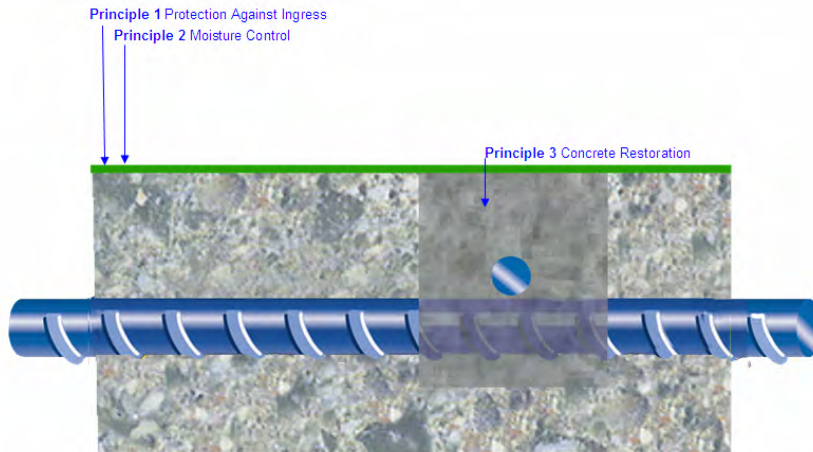 Principle 1 Protection Against Ingress
Principle 2 Moisture Control
Principle 3 Concrete Restoration